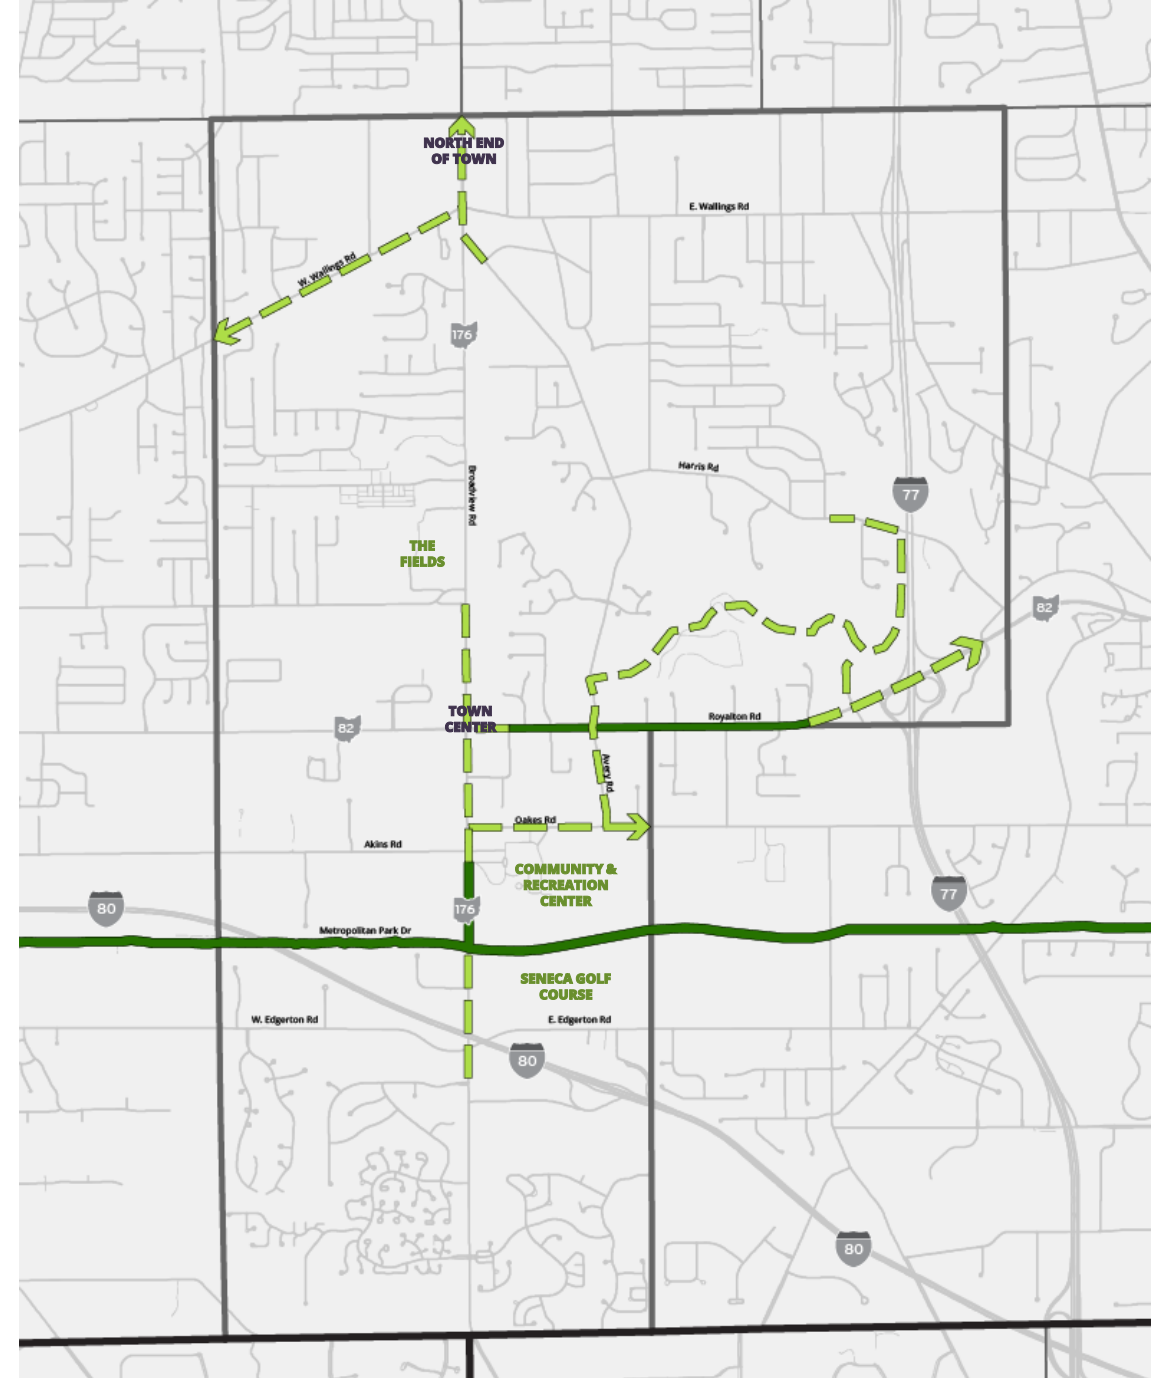 NORTH END
OF TOWN
E. Wallings Rd
W. Wallings Rd
176
Broadview Rd
Harris Rd
77
THE
FIELDS
82
TOWN
CENTER
82
Royalton Rd
Avery Rd
Oakes Rd
Akins Rd
COMMUNITY &
RECREATION
CENTER
80
176
77
Metropolitan Park Dr
SENECA GOLF
COURSE
W. Edgerton Rd
E. Edgerton Rd
80
80